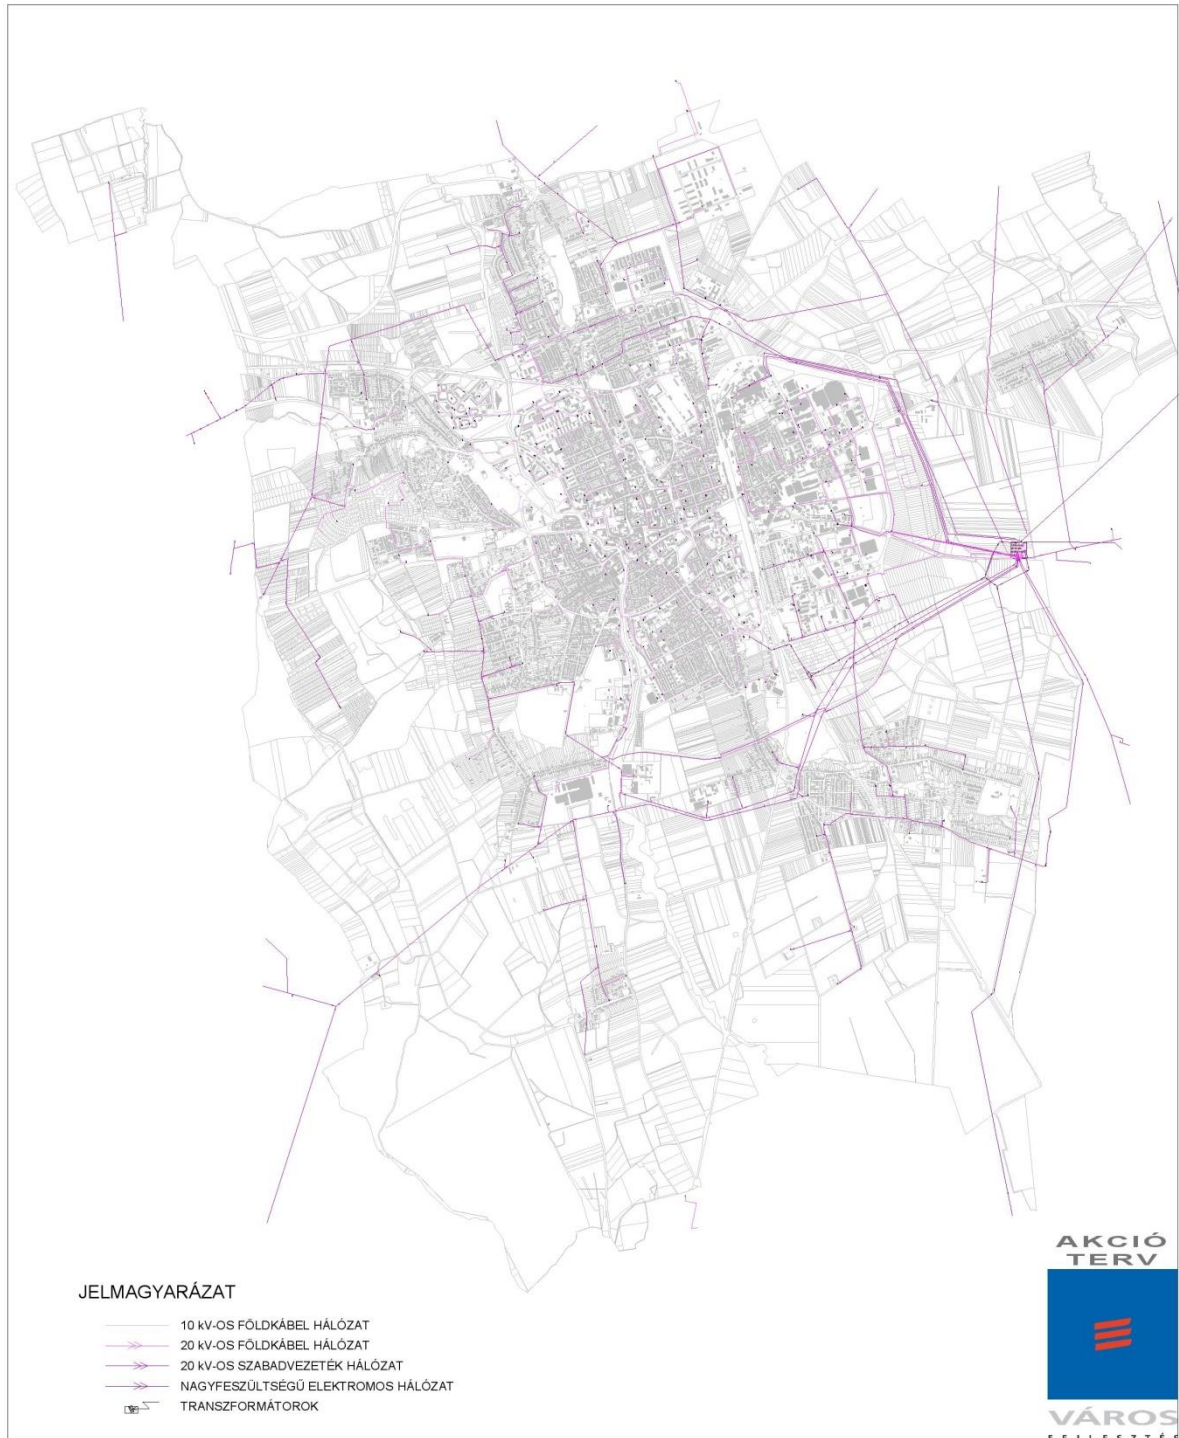 AKCIÓ
TERV
JELMAGYARÁZAT
10 kV-OS FÖLDKÁBEL HÁLÓZAT
20 kV-OS FÖLDKÁBEL HÁLÓZAT
20 kV-OS SZABADVEZETÉK HÁLÓZAT
NAGYFESZÜLTSÉGŰ ELEKTROMOS HÁLÓZAT
TRANSZFORMÁTOROK
VÁROS
FEJLESZTÉS